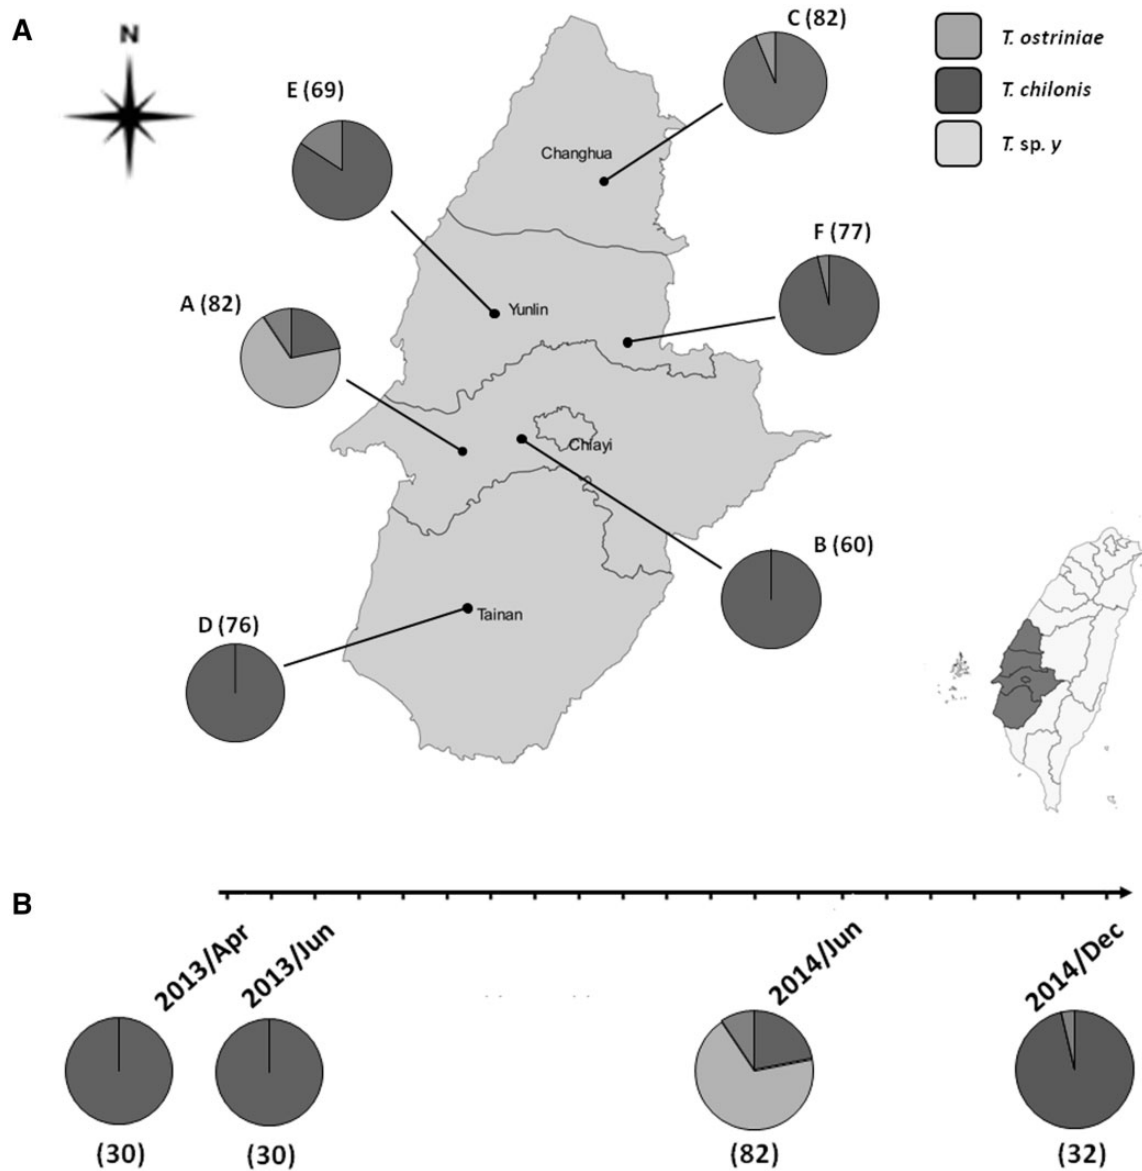 A
N
C (82)
T. ostriniae
E (69)
T. chilonis
T. sp. y
Changhua
F (77)
A (82)
Yunlin
Chiayi
B (60)
D (76)
Tainan
B
2013/Apr
2013/Jun
2014/Jun
2014/Dec
(30)
(30)
(82)
(32)